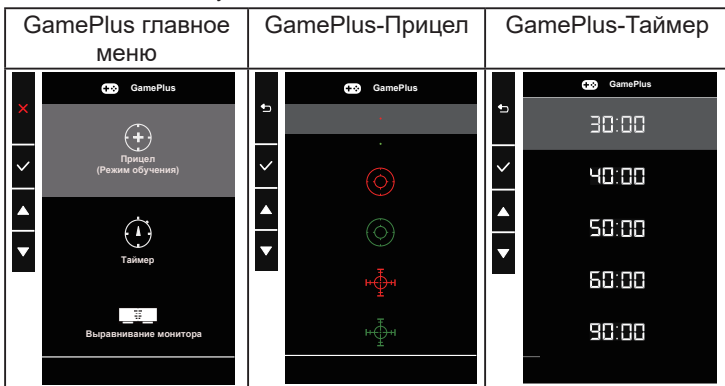 GamePlus главное
меню
GamePlus-Прицел
GamePlus-Таймер
GamePlus
Прицел
(Режим обучения)
Таймер
Выравнивание монитора
GamePlus
GamePlus
30:00
40:00
50:00
60:00
90:00